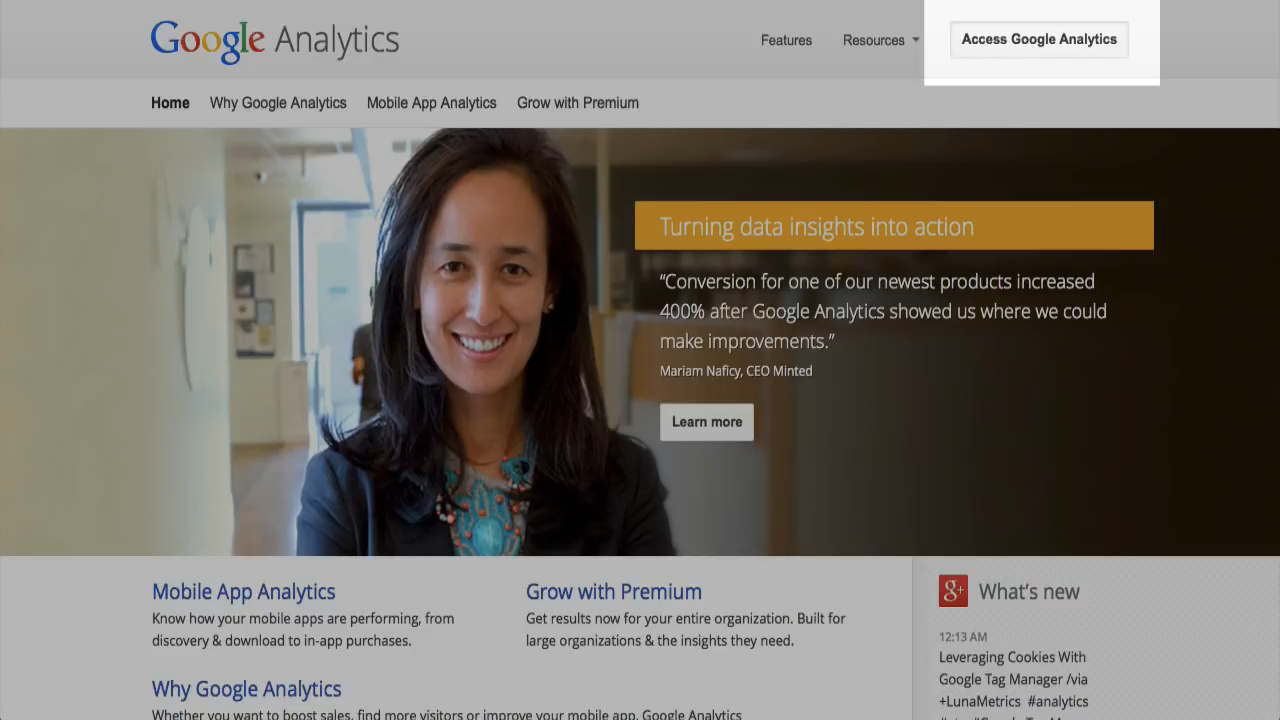 Google Analytics
Features
Resources
Access Google Analytics
Home
Why Google Analytics
Mobile App Analytics
Grow with Premium
Turning data insights into action
“Conversion for one of our newest products increased
400% after Google Analytics showed us where we could
make improvements.”
Mariam Naficy, CEO Minted
Learn more
Mobile App Analytics
Know how your mobile apps are performing, from
discovery & download to in-app purchases.
Grow with Premium
Get results now for your entire organization. Built for
large organizations & the insights they need.
Why Google Analytics
Whether you want to boost sales, find more visitors or improve your mobile app, Google Analytics
g+ What's new
12:13 AM
Leveraging Cookies With
Google Tag Manager /via
+LunaMetrics #analytics